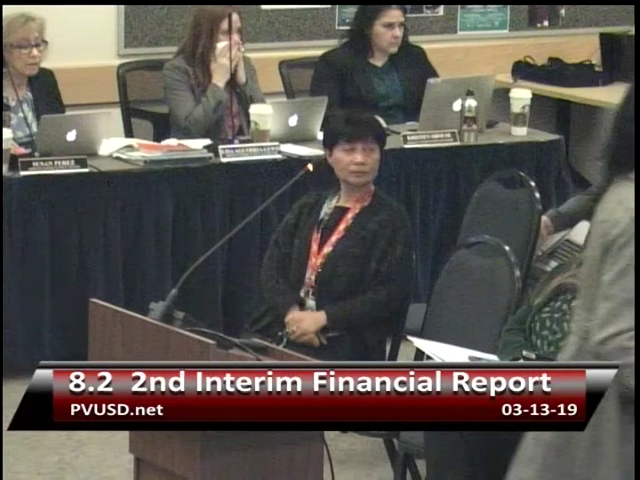 SUSAN PEREZ
8.2 2nd Interim Financial Report
PVUSD.net
03-13-19